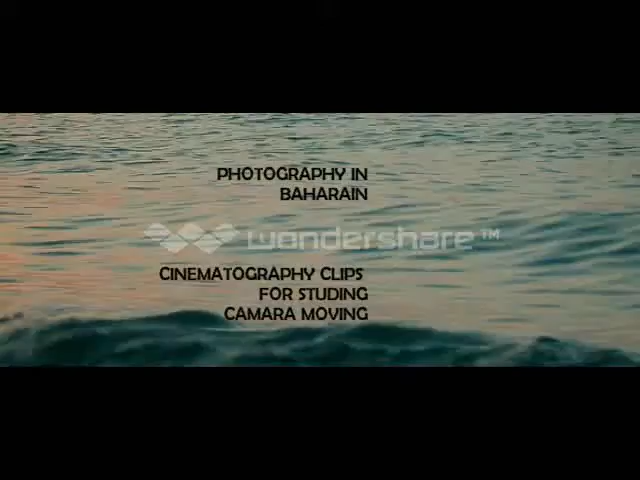 PHOTOGRAPHY IN
BAHARAIN
wondershare™
CINEMATOGRAPHY CLIPS
FOR STUDING
CAMARA MOVING